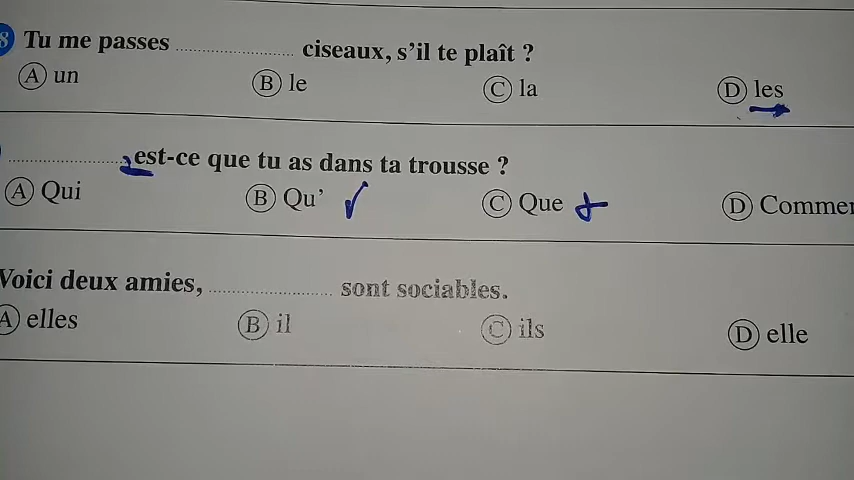 8 Tu me passes ........................ ciseaux, s'il te plaît ?
A un B le C la D les
........................ est-ce que tu as dans ta trousse ?
A Qui B Qu' C Que D Commen
Voici deux amies, ........................ sont sociables.
A elles B il C ils D elle